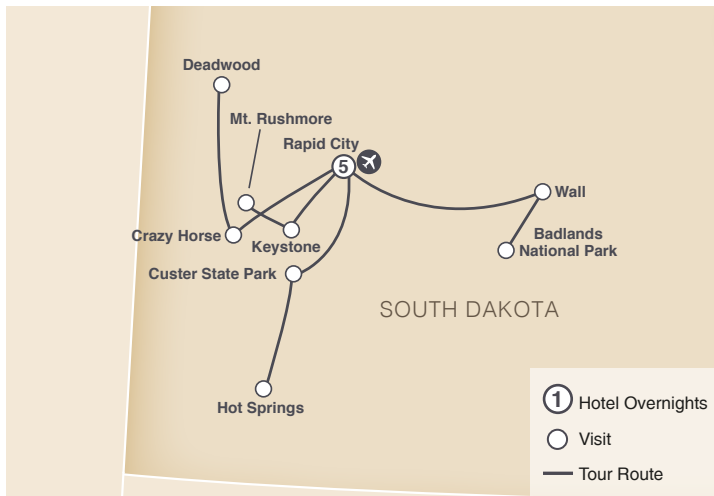 Deadwood
Mt. Rushmore
Rapid City
5
Wall
Crazy Horse
Keystone
Badlands
National Park
Custer State Park
SOUTH DAKOTA
Hot Springs
1 Hotel Overnights
Visit
Tour Route